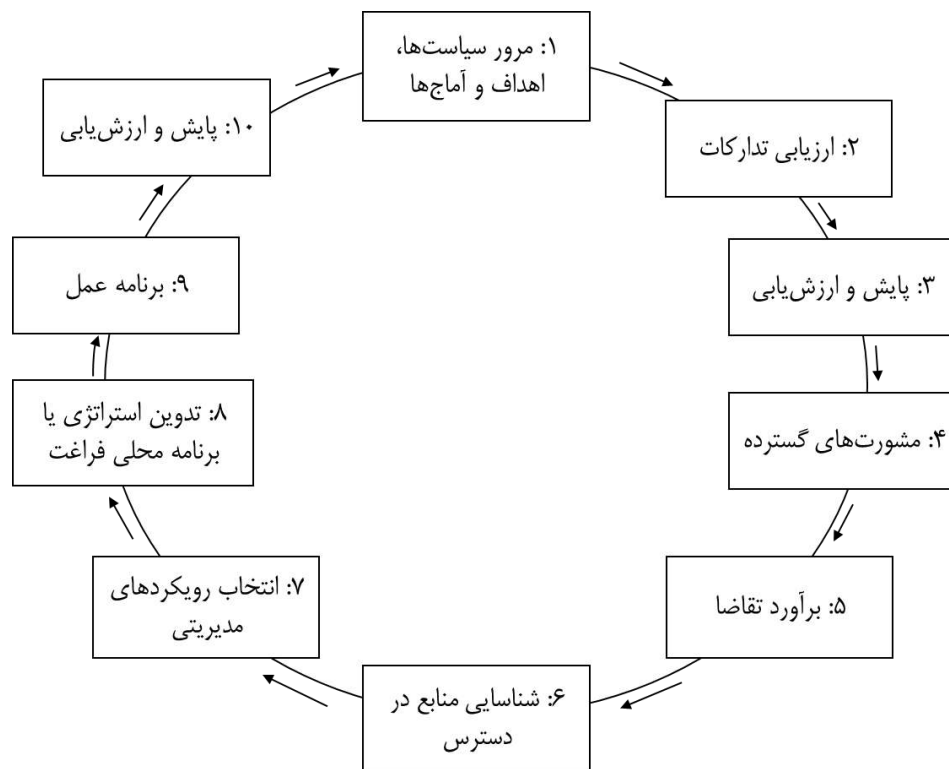 ۱: مرور سیاست‌ها،
اهداف و آماج‌ها
۲: ارزیابی تدارکات
۳: پایش و ارزش‌یابی
۴: مشورت‌های گسترده
۵: برآورد تقاضا
۶: شناسایی منابع در
دسترس
۷: انتخاب رویکردهای
مدیریتی
۸: تدوین استراتژی یا
برنامه محلی فراغت
۹: برنامه عمل
۱۰: پایش و ارزش‌یابی